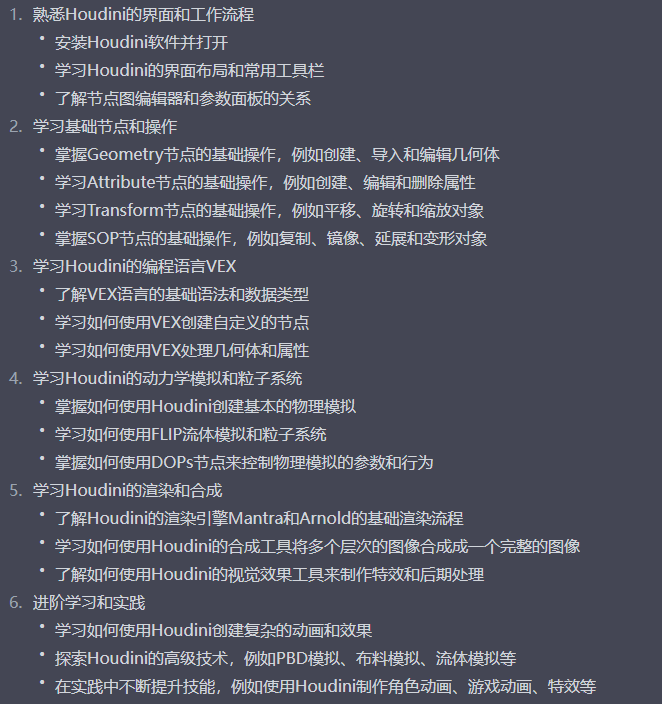 1. 熟悉Houdini的界面和工作流程
• 安装Houdini软件并打开
• 学习Houdini的界面布局和常用工具栏
• 了解节点图编辑器和参数面板的关系
2. 学习基础节点和操作
• 掌握Geometry节点的基础操作，例如创建、导入和编辑几何体
• 学习Attribute节点的基础操作，例如创建、编辑和删除属性
• 学习Transform节点的基础操作，例如平移、旋转和缩放对象
• 掌握SOP节点的基础操作，例如复制、镜像、延展和变形对象
3. 学习Houdini的编程语言VEX
• 了解VEX语言的基础语法和数据类型
• 学习如何使用VEX创建自定义的节点
• 学习如何使用VEX处理几何体和属性
4. 学习Houdini的动力学模拟和粒子系统
• 掌握如何使用Houdini创建基本的物理模拟
• 学习如何使用FLIP流体模拟和粒子系统
• 掌握如何使用DOPs节点来控制物理模拟的参数和行为
5. 学习Houdini的渲染和合成
• 了解Houdini的渲染引擎Mantra和Arnold的基础渲染流程
• 学习如何使用Houdini的合成工具将多个层次的图像合成成一个完整的图像
• 了解如何使用Houdini的视觉效果工具来制作特效和后期处理
6. 进阶学习和实践
• 学习如何使用Houdini创建复杂的动画和效果
• 探索Houdini的高级技术，例如PBD模拟、布料模拟、流体模拟等
• 在实践中不断提升技能，例如使用Houdini制作角色动画、游戏动画、特效等